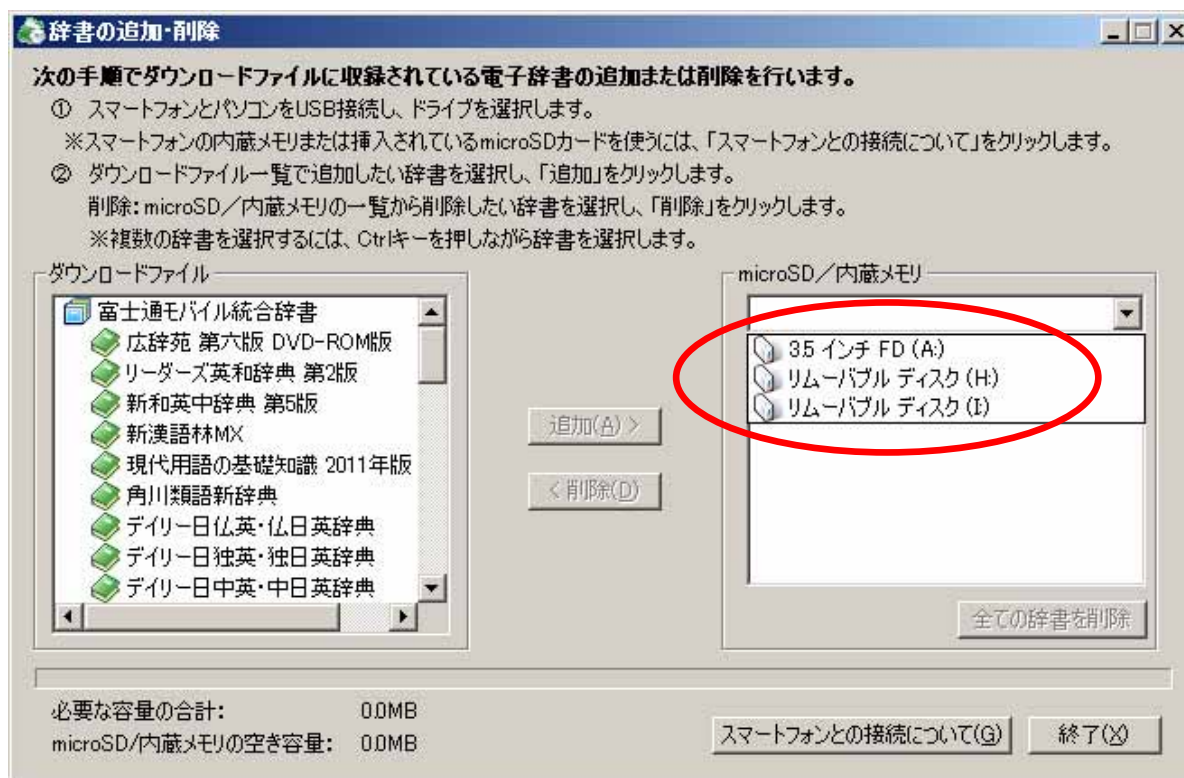 辞書の追加・削除
次の手順でダウンロードファイルに収録されている電子辞書の追加または削除を行います。
① スマートフォンとパソコンをUSB接続し、ドライブを選択します。
※スマートフォンの内蔵メモリまたは挿入されているmicroSDカードを使うには、「スマートフォンとの接続について」をクリックします。
② ダウンロードファイル一覧で追加したい辞書を選択し、「追加」をクリックします。
削除:microSD/内蔵メモリの一覧から削除したい辞書を選択し、「削除」をクリックします。
※複数の辞書を選択するには、Ctrlキーを押しながら辞書を選択します。
ダウンロードファイル
富士通モバイル統合辞書
広辞苑 第六版 DVD-ROM版
リーダーズ英和辞典 第2版
新和英中辞典 第5版
新漢語林MX
現代用語の基礎知識 2011年版
角川類語新辞典
デイリー日仏英・仏日英辞典
デイリー日独英・独日英辞典
デイリー日中英・中日英辞典
追加(A) >
< 削除(D)
microSD/内蔵メモリ
3.5 インチ FD (A:)
リムーバブル ディスク (H:)
リムーバブル ディスク (I:)
全ての辞書を削除
必要な容量の合計: 0.0MB
microSD/内蔵メモリの空き容量: 0.0MB
スマートフォンとの接続について(G)
終了(X)